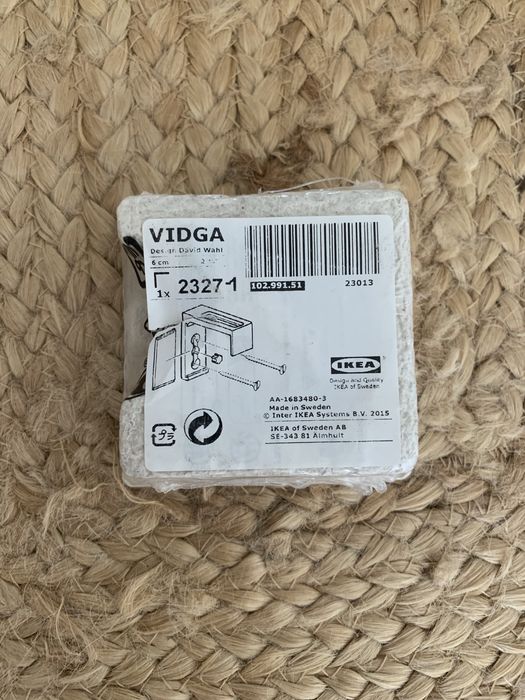 VIDGA
Design David Wahl
6 cm
1x 23271
102.991.51
23013
IKEA
Design and Quality
IKEA of Sweden
AA-1683480-3
Made in Sweden
© Inter IKEA Systems B.V. 2015
IKEA of Sweden AB
SE-343 81 Älmhult